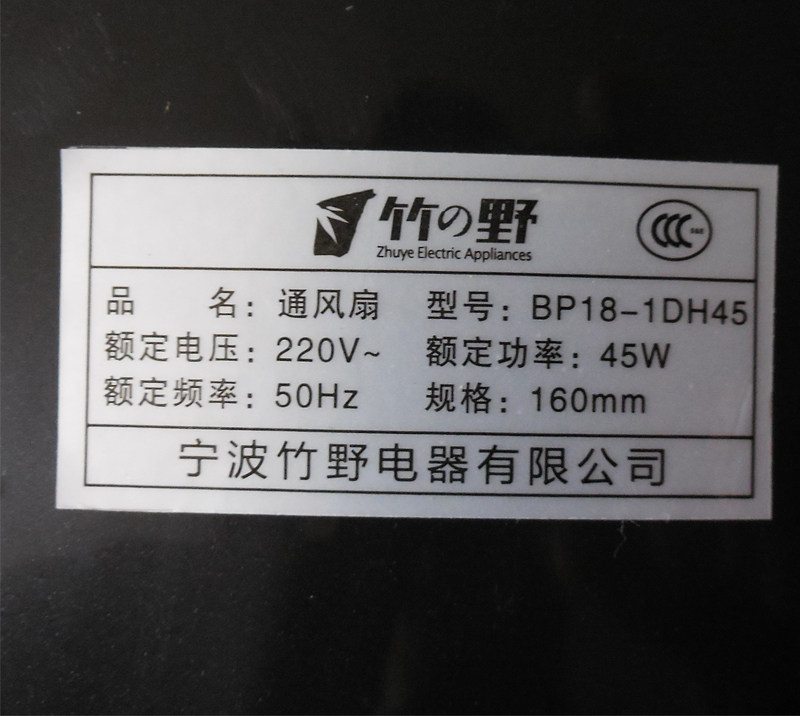 竹の野
Zhuye Electric Appliances
品 名：通风扇 型号：BP18-1DH45
额定电压：220V~ 额定功率：45W
额定频率：50Hz 规格：160mm
宁波竹野电器有限公司